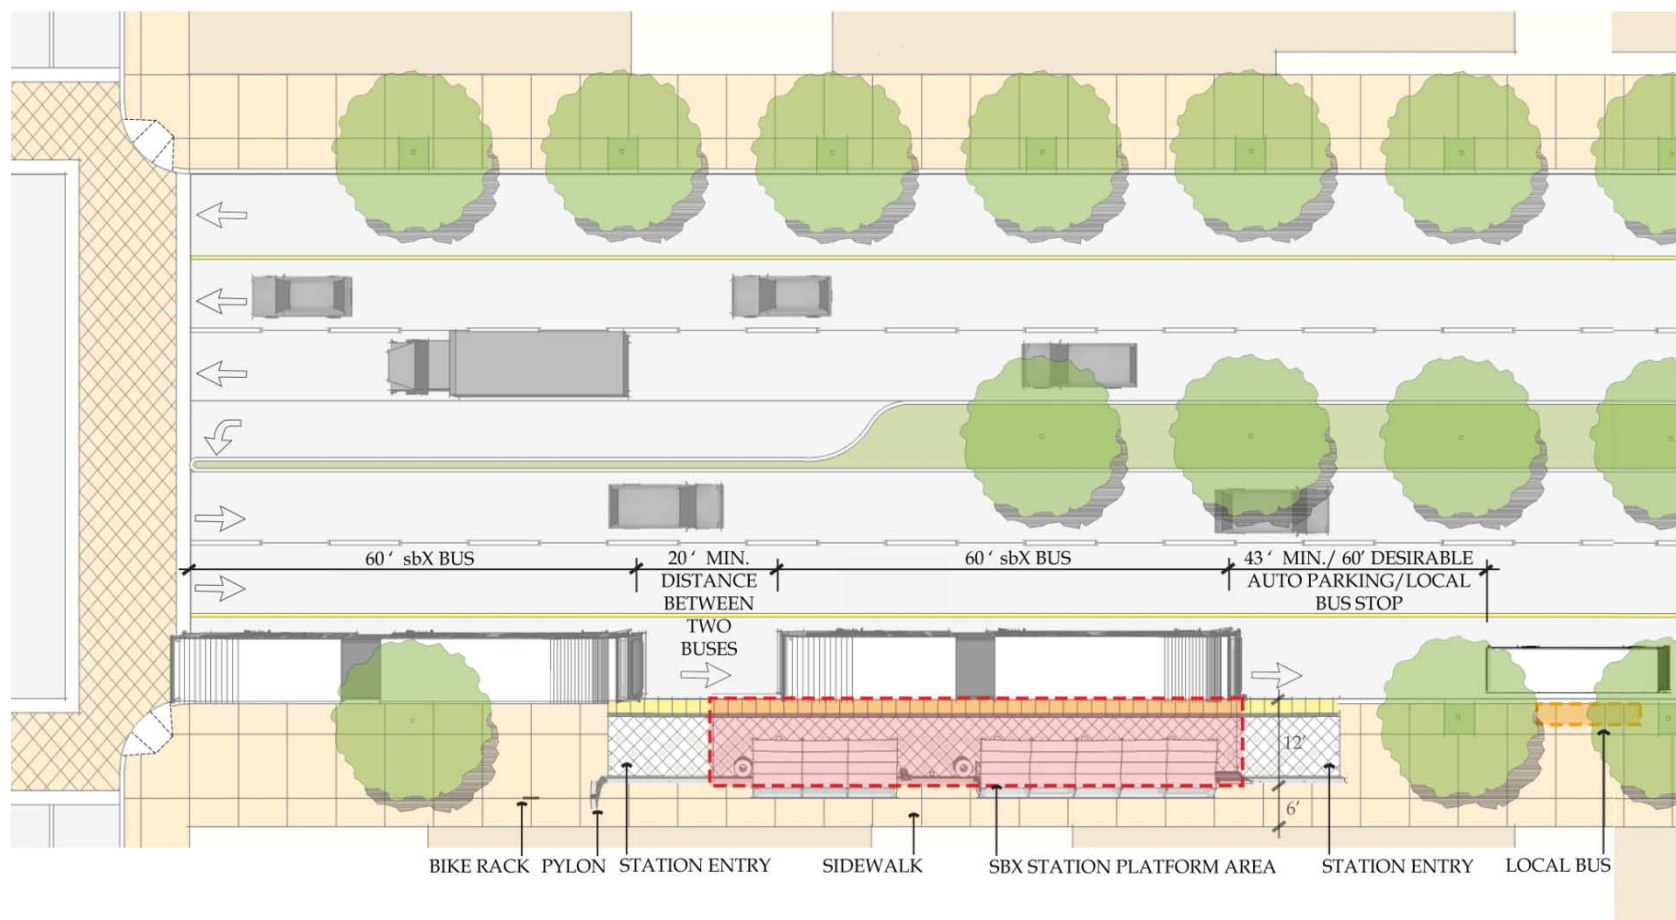 60 ' sbX BUS
20 ' MIN.
DISTANCE
BETWEEN
TWO
BUSES
60 ' sbX BUS
43 ' MIN./ 60' DESIRABLE
AUTO PARKING/LOCAL
BUS STOP
12'
6'
BIKE RACK
PYLON
STATION ENTRY
SIDEWALK
SBX STATION PLATFORM AREA
STATION ENTRY
LOCAL BUS